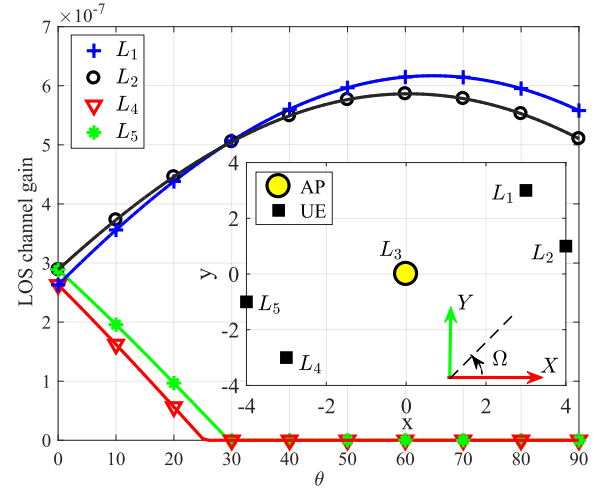 ×10⁻⁷
7
6
5
4
3
2
1
0
LOS channel gain
L₁
L₂
L₄
L₅
0 10 20 30 40 50 60 70 80 90
θ
4
2
0
-2
-4
y
AP
UE
L₁
L₂
L₃
L₅
L₄
Y
Ω
X
-4 -2 0 2 4
x